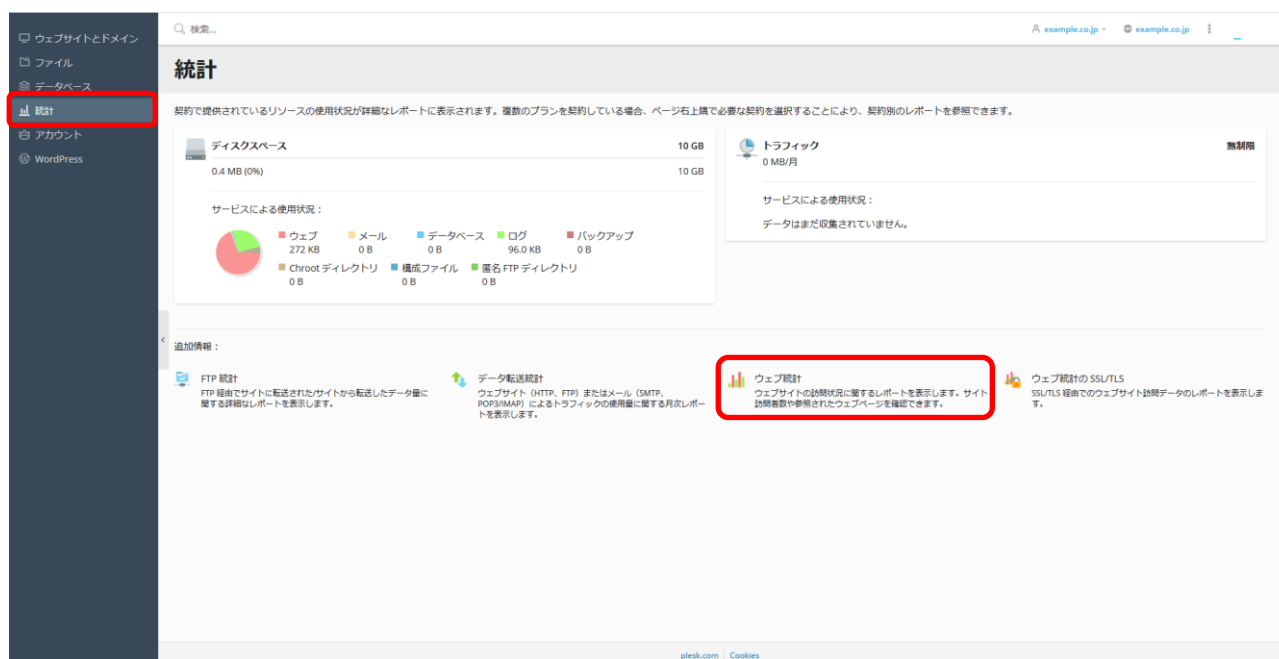 ウェブサイトとドメイン
ファイル
データベース
統計
アカウント
WordPress
検索...
example.co.jp
example.co.jp
統計
契約で提供されているリソースの使用状況が詳細なレポートに表示されます。複数のプランを契約している場合、ページ右上隅で必要な契約を選択することにより、契約別のレポートを参照できます。
ディスクスペース 10 GB
0.4 MB (0%) 10 GB
サービスによる使用状況：
ウェブ メール データベース ログ バックアップ
272 KB 0 B 0 B 96.0 KB 0 B
Chroot ディレクトリ 構成ファイル 匿名 FTP ディレクトリ
0 B 0 B 0 B
トラフィック 無制限
0 MB/月
サービスによる使用状況：
データはまだ収集されていません。
追加情報：
FTP 統計
FTP 経由でサイトに転送された/サイトから転送したデータ量に
関する詳細なレポートを表示します。
データ転送統計
ウェブサイト（HTTP、FTP）またはメール（SMTP、
POP3/IMAP）によるトラフィックの使用量に関する月次レポー
トを表示します。
ウェブ統計
ウェブサイトの訪問状況に関するレポートを表示します。サイト
訪問者数や参照されたウェブページを確認できます。
ウェブ統計の SSL/TLS
SSL/TLS 経由でのウェブサイト訪問データのレポートを表示しま
す。
plesk.com Cookies